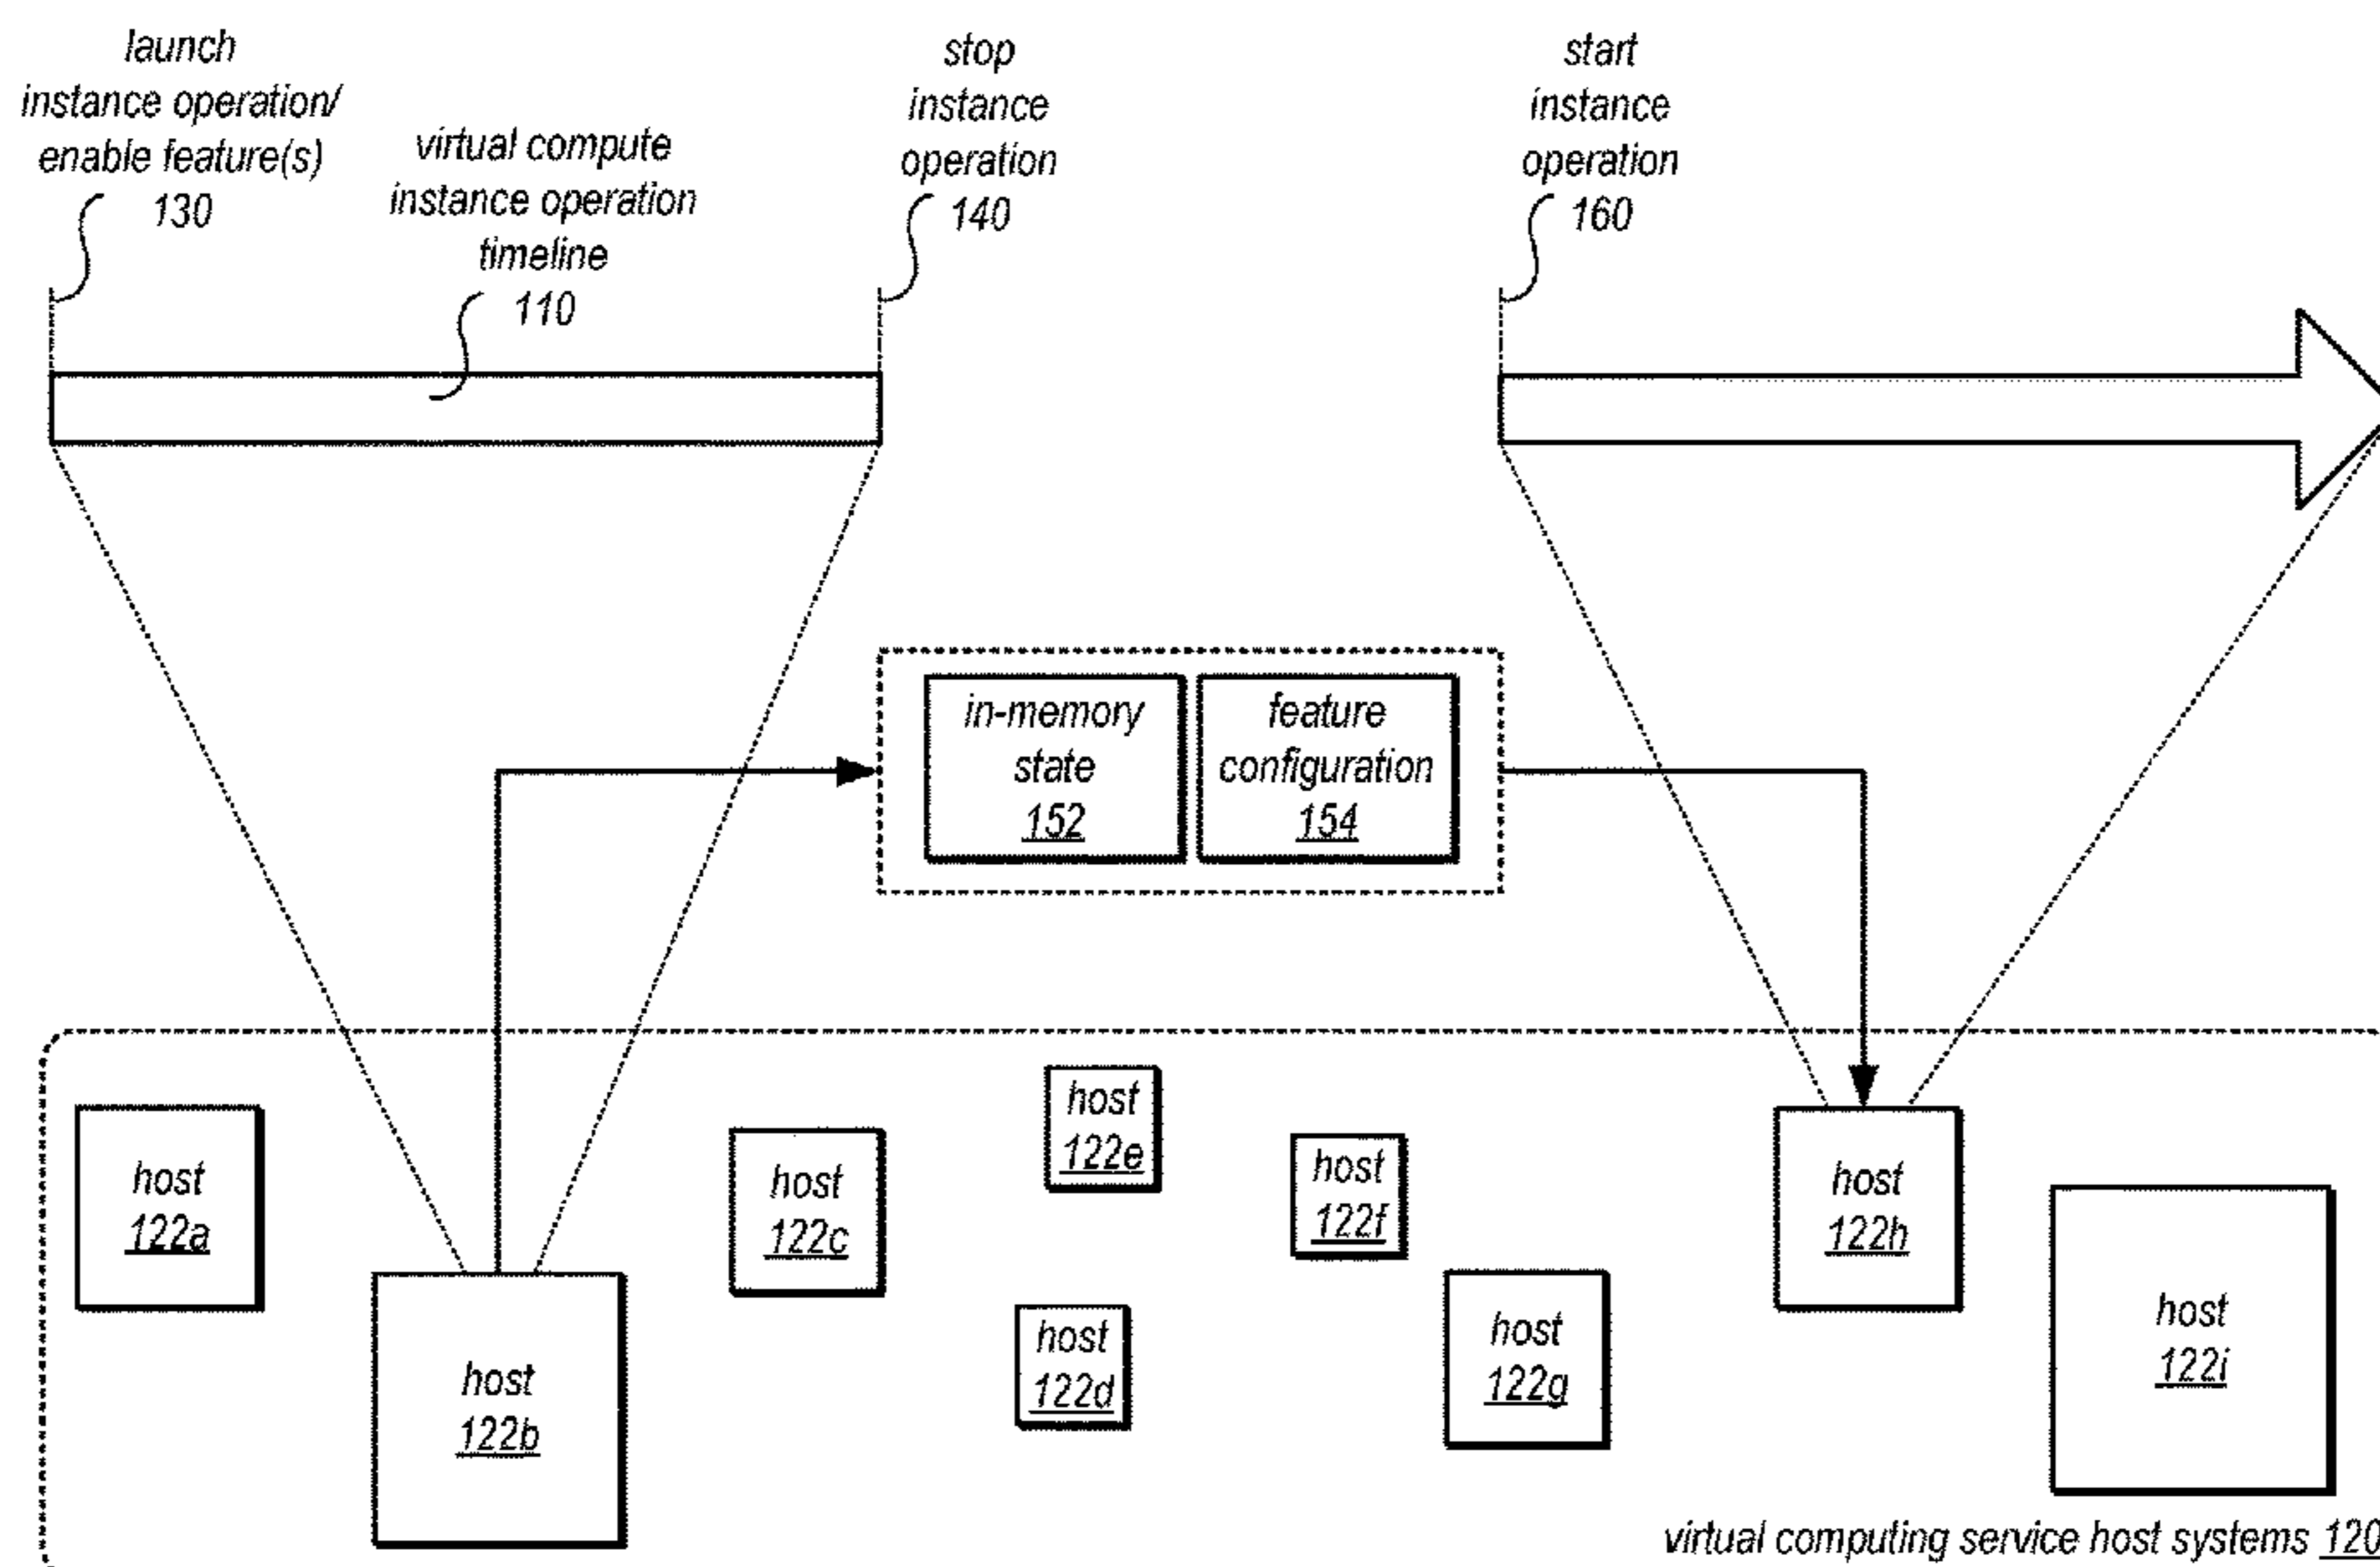 launch
instance operation/
enable feature(s)
130
virtual compute
instance operation
timeline
110
stop
instance
operation
140
start
instance
operation
160
in-memory
state
152
feature
configuration
154
host
122a
host
122b
host
122c
host
122e
host
122d
host
122f
host
122g
host
122h
host
122i
virtual computing service host systems 120